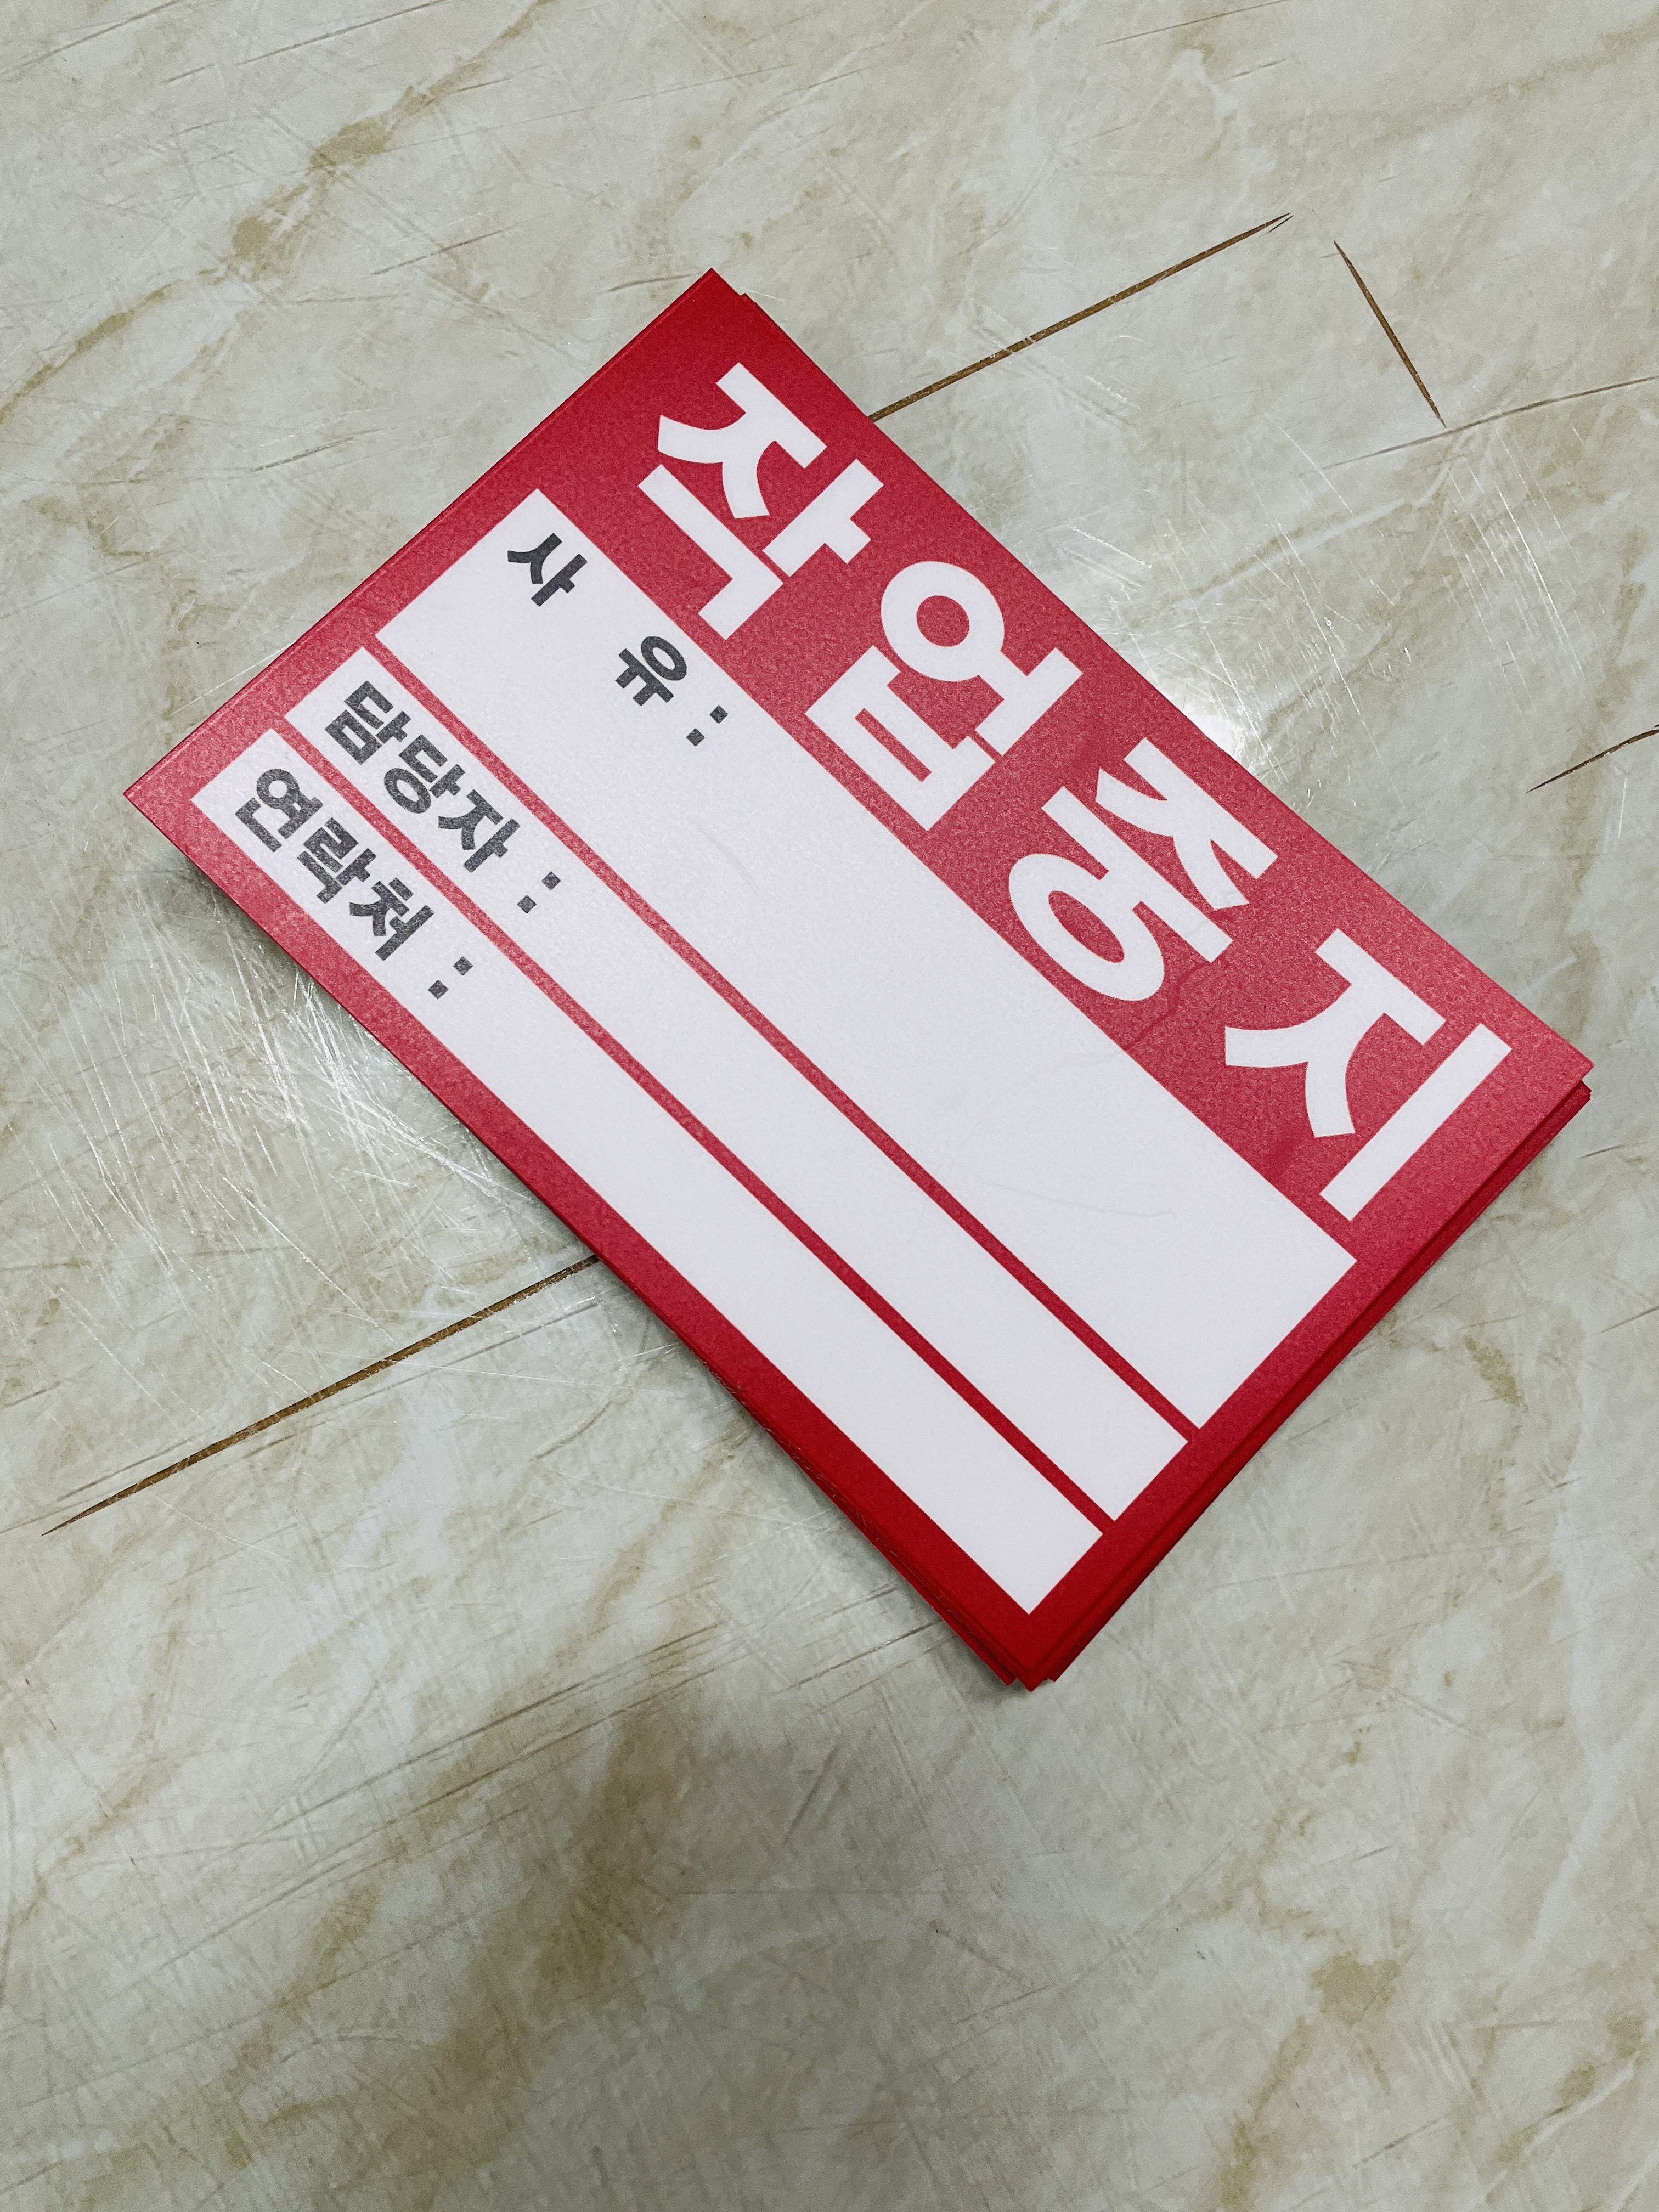 작업중지
사 유 :
담당자 :
연락처 :